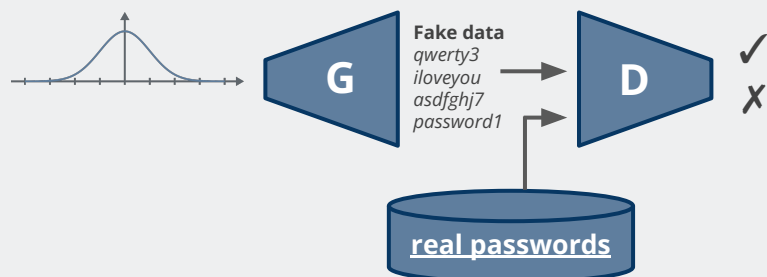 G
Fake data
qwerty3
iloveyou
asdfghj7
password1
D
✓
✗
real passwords